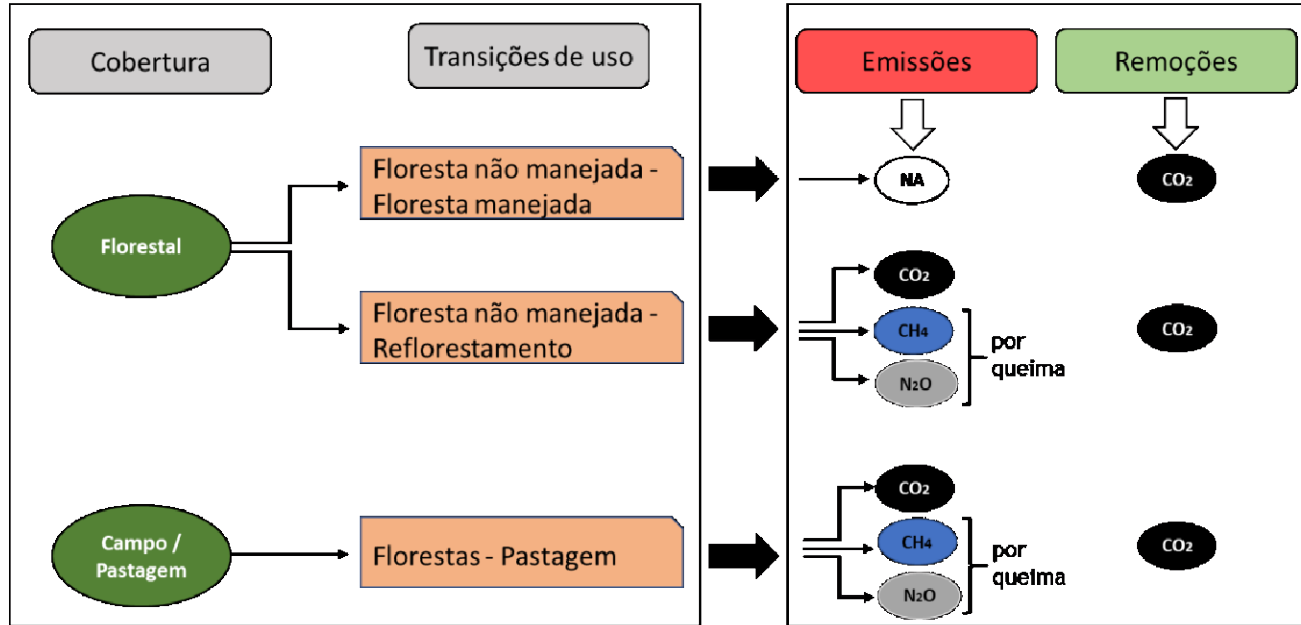 Cobertura
Transições de uso
Emissões
Remoções
Florestal
Floresta não manejada -
Floresta manejada
NA
CO₂
Floresta não manejada -
Reflorestamento
CO₂
CH₄
N₂O
por
queima
CO₂
Campo /
Pastagem
Florestas - Pastagem
CO₂
CH₄
N₂O
por
queima
CO₂